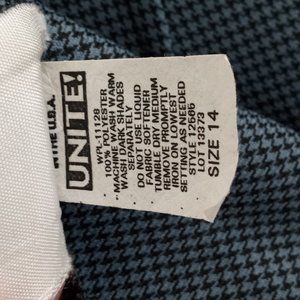 IN THE U.S.A.
UNITE!
WPL - 11128
100% POLYESTER
MACHINE WASH WARM
WASH DARK SHADES
SEPARATELY
DO NOT USE LIQUID
FABRIC SOFTENER
TUMBLE DRY MEDIUM
REMOVE PROMPTLY
IRON ON LOWEST
SETTING AS NEEDED
STYLE 12686
LOT 13373
SIZE 14